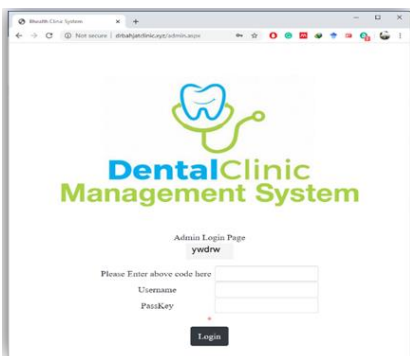 Bhealth Clinic System
Not secure | drbahjatclinic.xyz/admin.aspx
DentalClinic
Management System
Admin Login Page
ywdrw
Please Enter above code here
Username
PassKey
*
Login